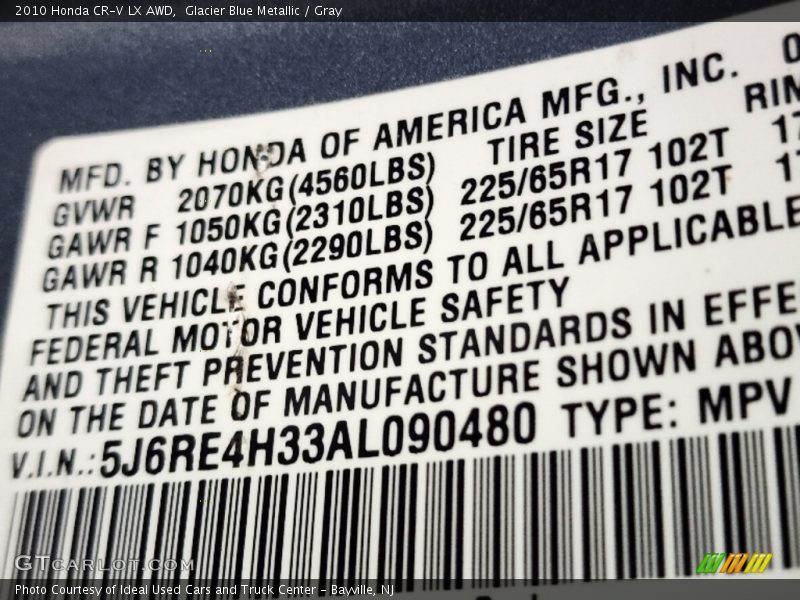 2010 Honda CR-V LX AWD,  Glacier Blue Metallic / Gray
MFD. BY HONDA OF AMERICA MFG., INC.
GVWR 2070KG(4560LBS) TIRE SIZE
GAWR F 1050KG(2310LBS) 225/65R17 102T
GAWR R 1040KG(2290LBS) 225/65R17 102T
THIS VEHICLE CONFORMS TO ALL APPLICABLE
FEDERAL MOTOR VEHICLE SAFETY
AND THEFT PREVENTION STANDARDS IN
ON THE DATE OF MANUFACTURE SHOWN
V.I.N.:5J6RE4H33AL090480 TYPE: MPV
GTcarlot.com
Photo Courtesy of Ideal Used Cars and Truck Center - Bayville, NJ